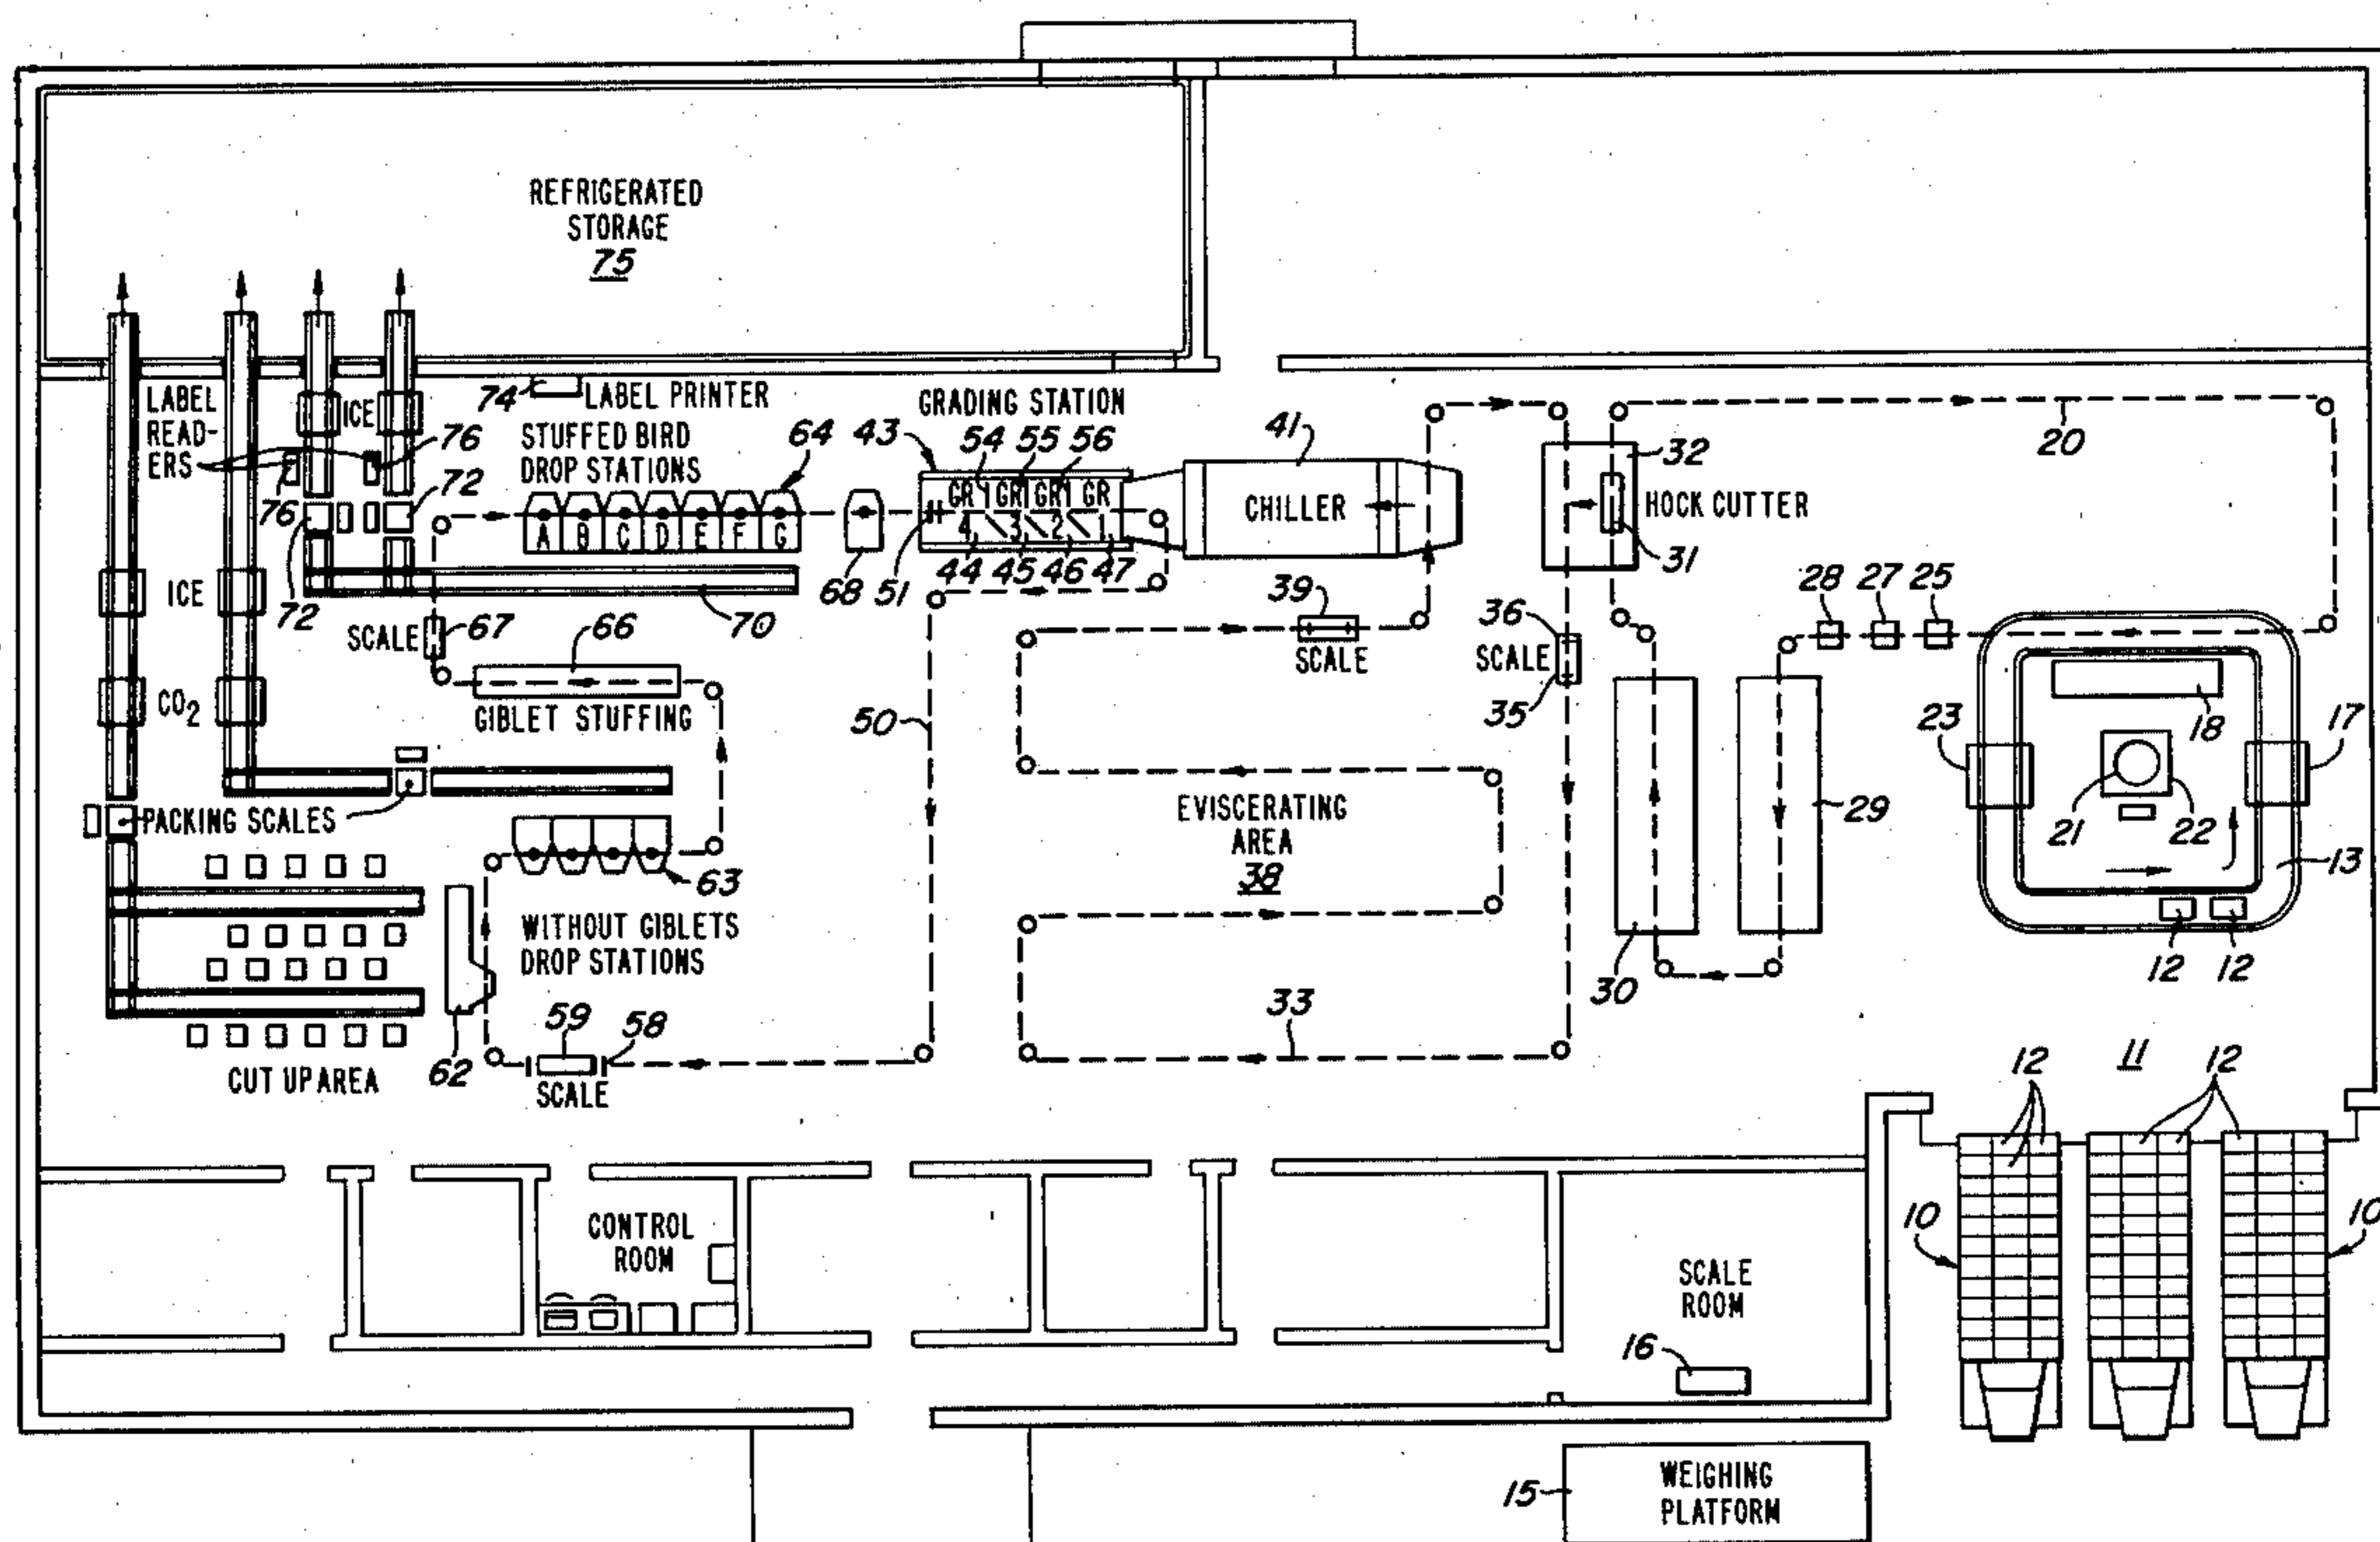 REFRIGERATED
STORAGE
75
LABEL
READ-
ERS
ICE
76
74
LABEL PRINTER
STUFFED BIRD
DROP STATIONS
64
43
GRADING STATION
54
55
56
41
32
20
72
76
72
A
B
C
D
E
F
G
68
51
GR
GR
GR
GR
4
3
2
1
44
45
46
47
CHILLER
HOCK CUTTER
31
ICE
70
SCALE
67
66
39
SCALE
36
SCALE
35
28
27
25
CO2
GIBLET STUFFING
50
18
23
17
21
22
29
13
PACKING SCALES
EVISCERATING
AREA
38
63
WITHOUT GIBLETS
DROP STATIONS
12
12
30
33
59
58
62
SCALE
CUT UP AREA
12
11
12
10
10
CONTROL
ROOM
SCALE
ROOM
16
15
WEIGHING
PLATFORM